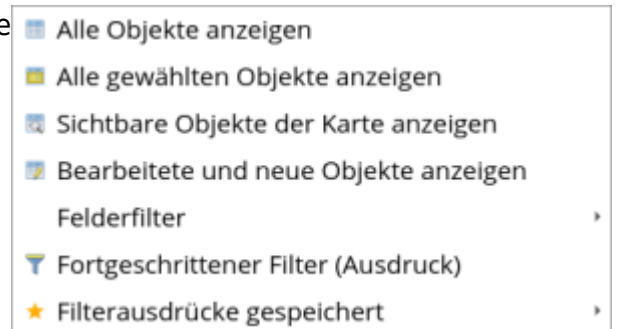 e
Alle Objekte anzeigen
Alle gewählten Objekte anzeigen
Sichtbare Objekte der Karte anzeigen
Bearbeitete und neue Objekte anzeigen
Felderfilter
Fortgeschrittener Filter (Ausdruck)
Filterausdrücke gespeichert